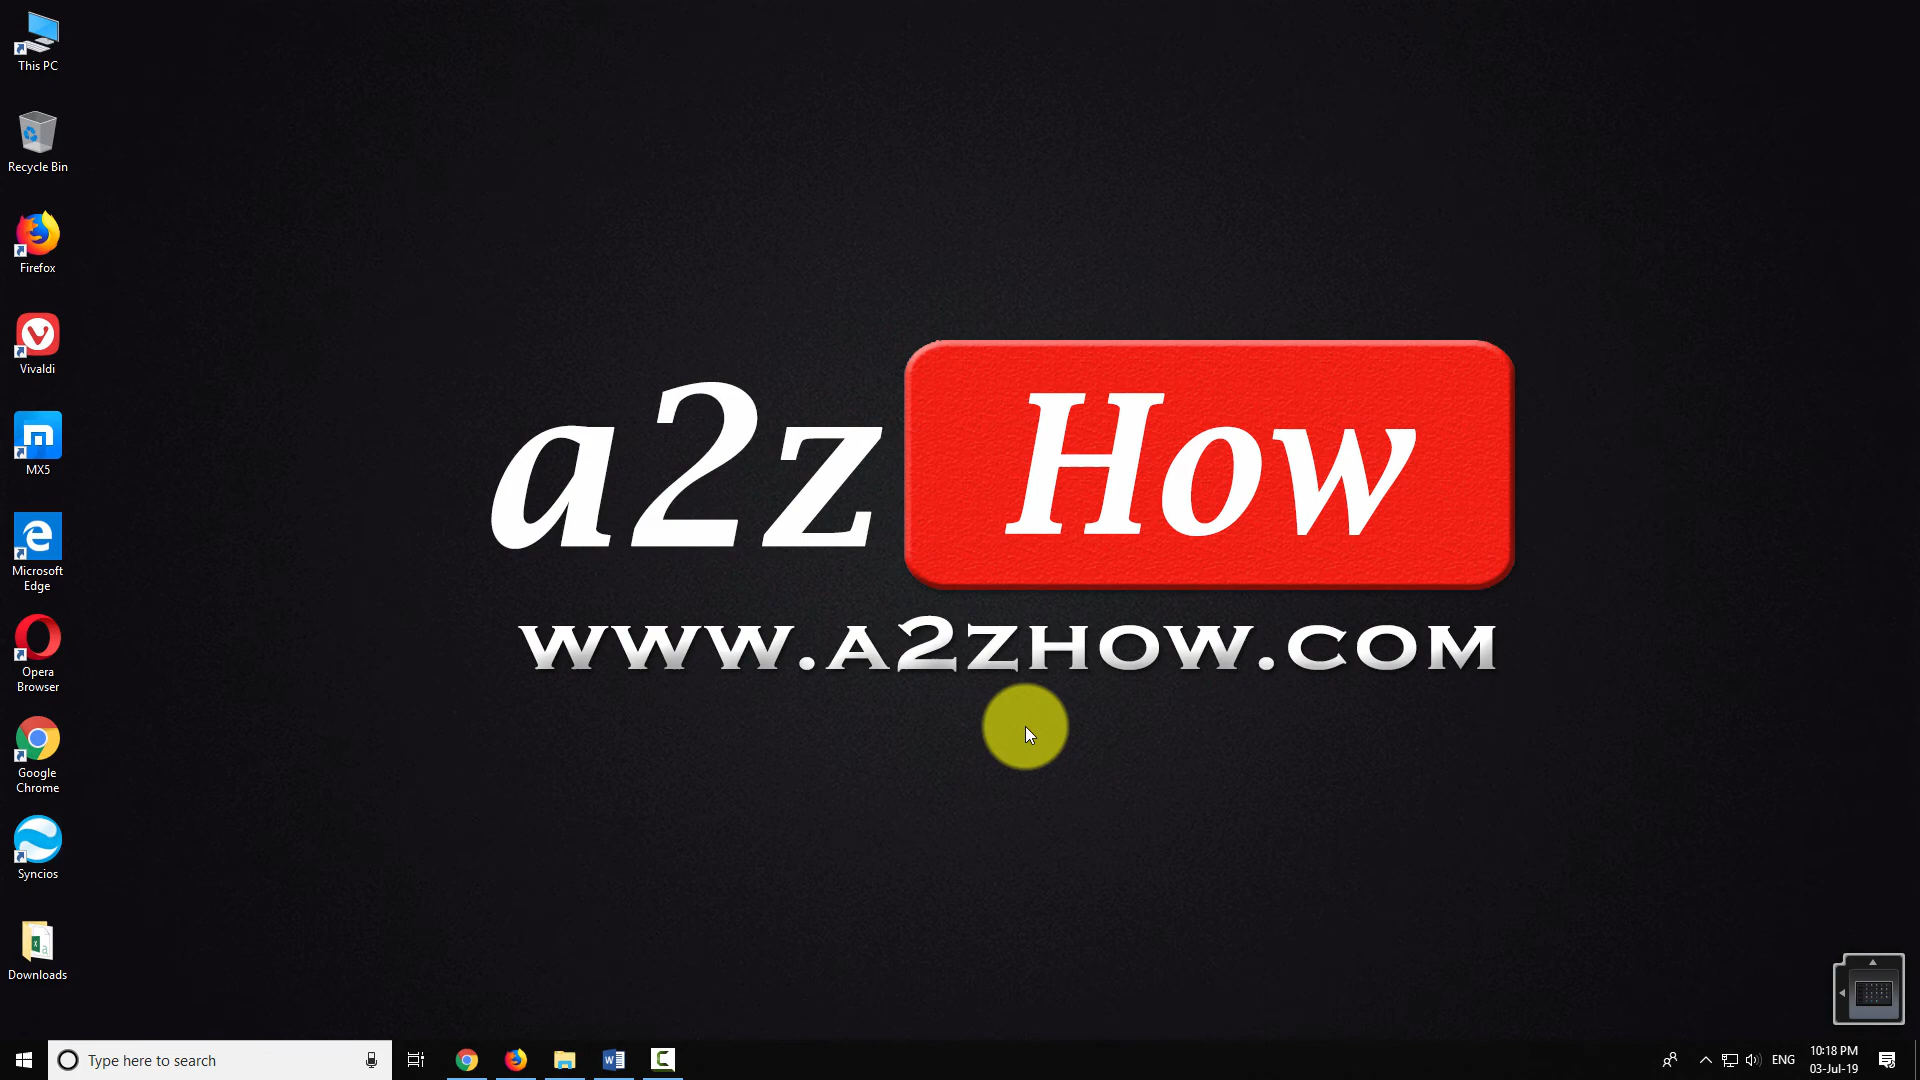 This PC
Recycle Bin
Firefox
Vivaldi
MX5
Microsoft
Edge
Opera
Browser
Google
Chrome
Syncios
Downloads
a2z How
www.a2zhow.com
Type here to search
ENG
10:18 PM
03-Jul-19